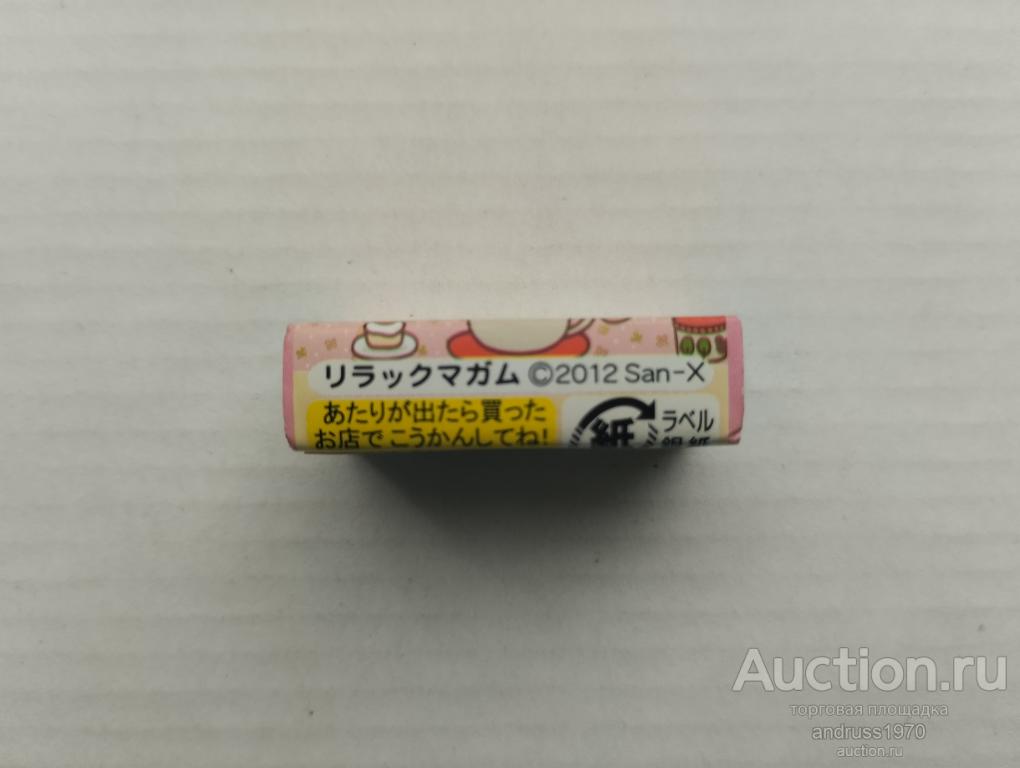 リラックマガム ©2012 San-X
あたりが出たら買った
お店でこうかんしてね!
紙
ラベル
銀紙
Auction.ru
торговая площадка
andruss1970
auction.ru